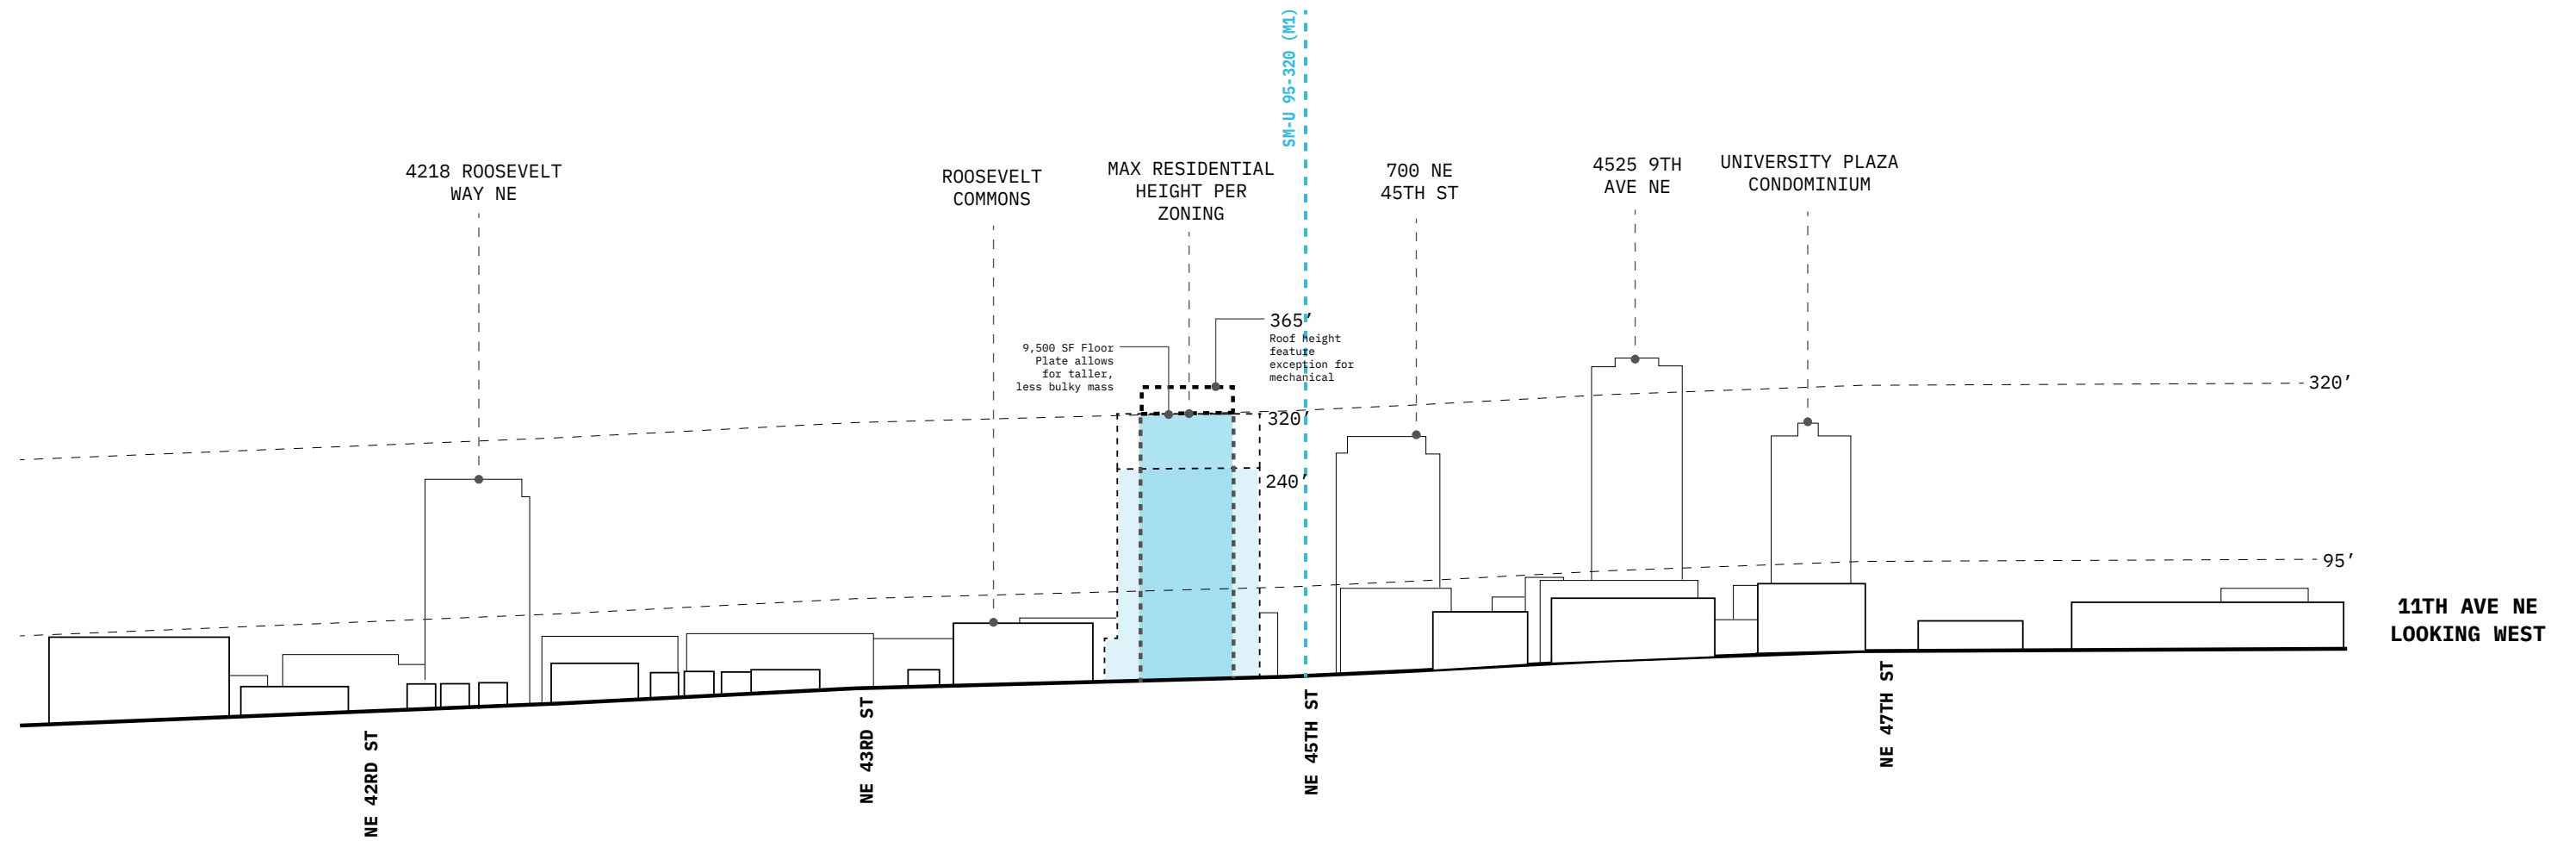 SM-U 95-320 (M1)
4218 ROOSEVELT
WAY NE
ROOSEVELT
COMMONS
MAX RESIDENTIAL
HEIGHT PER
ZONING
700 NE
45TH ST
4525 9TH
AVE NE
UNIVERSITY PLAZA
CONDOMINIUM
365’
Roof height
feature
exception for
mechanical
9,500 SF Floor
Plate allows
for taller,
less bulky mass
320’
320’
240’
95’
11TH AVE NE
LOOKING WEST
NE 42RD ST
NE 43RD ST
NE 45TH ST
NE 47TH ST